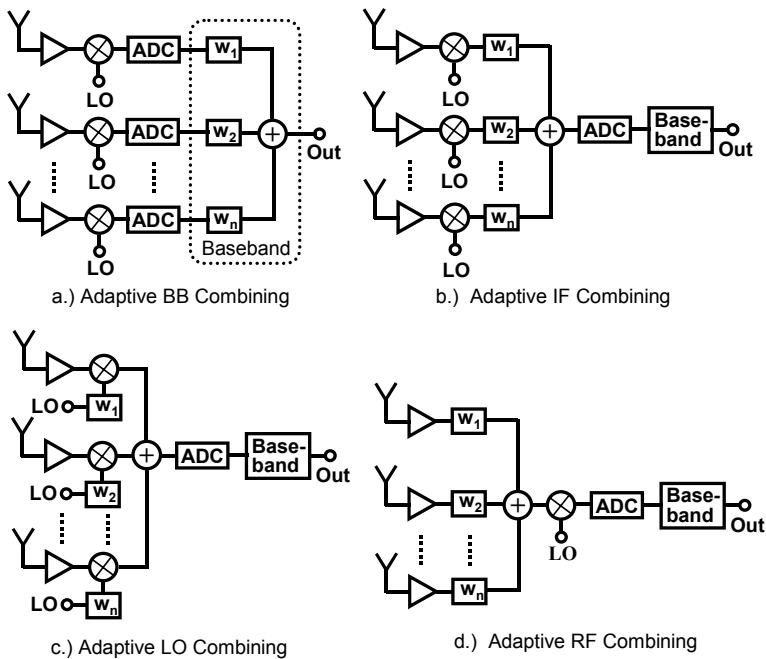 ADC
w1
LO
ADC
w2
Out
LO
ADC
wn
Baseband
LO
a.) Adaptive BB Combining
w1
LO
w2
ADC
Base-
band
Out
LO
wn
LO
b.) Adaptive IF Combining
LO
w1
ADC
Base-
band
Out
LO
w2
LO
wn
c.) Adaptive LO Combining
w1
w2
ADC
Base-
band
Out
LO
wn
d.) Adaptive RF Combining